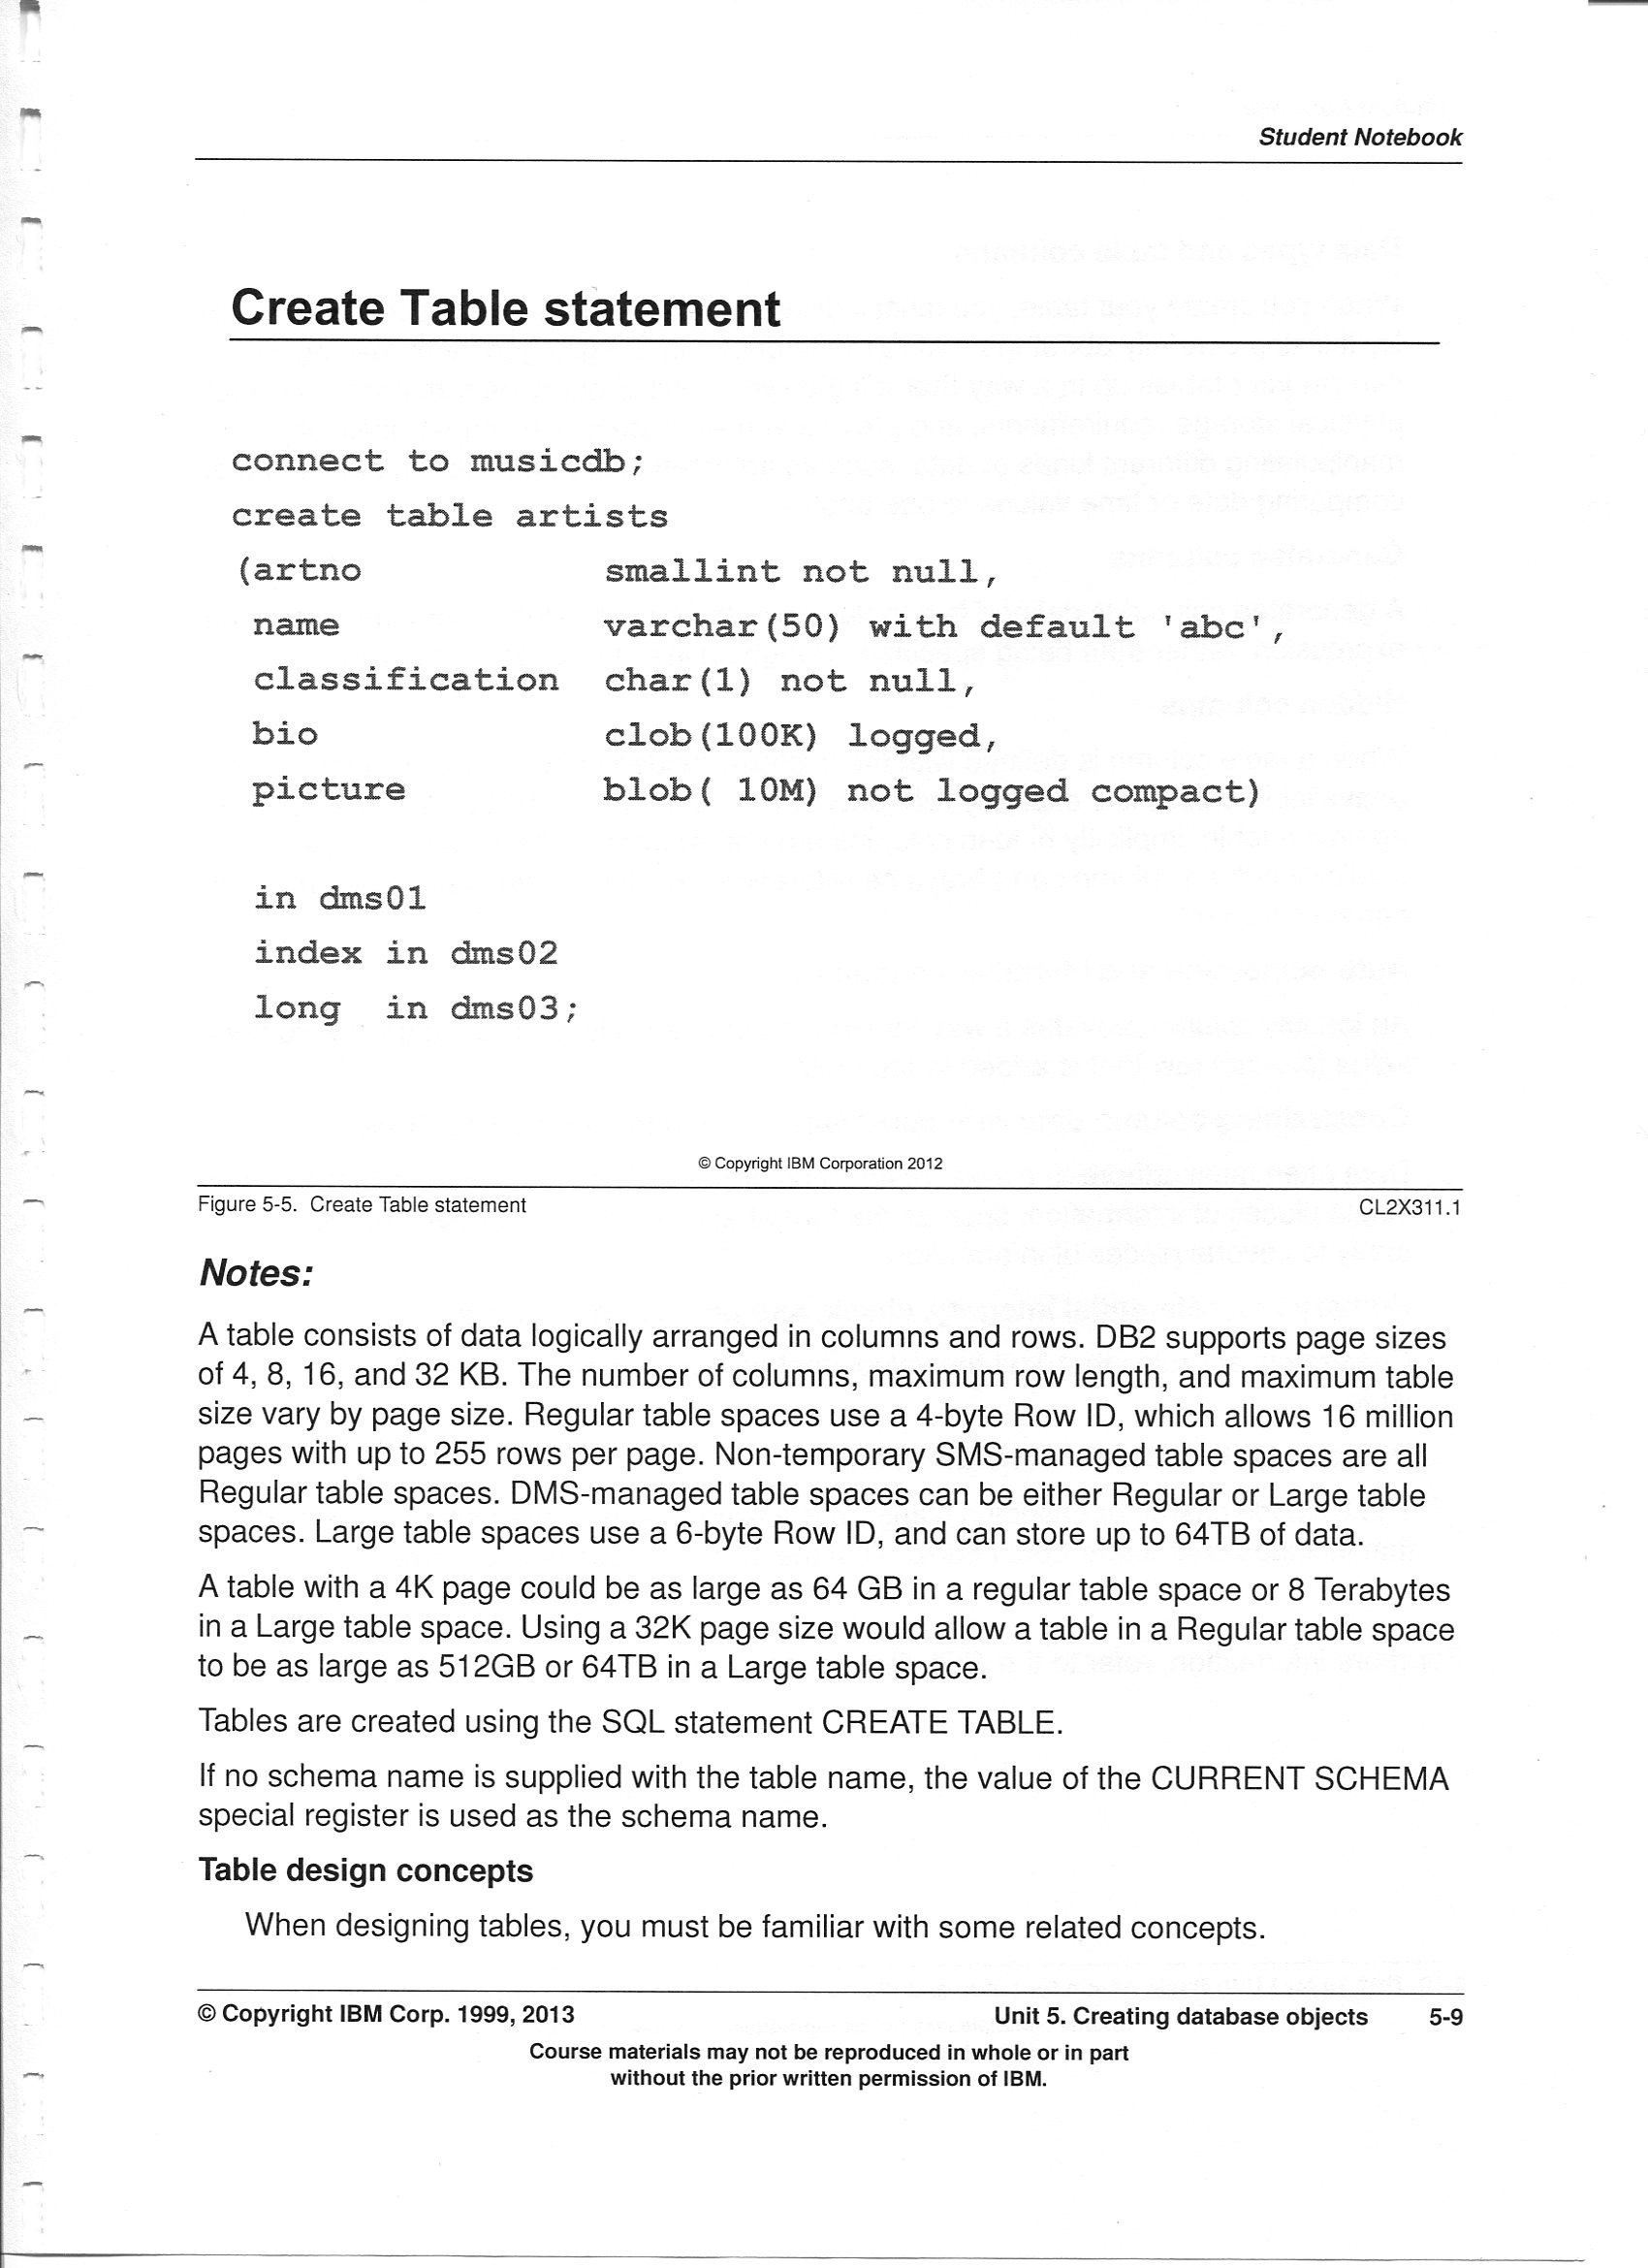 Student Notebook
Create Table statement
connect to musicdb;
create table artists
(artno smallint not null,
name varchar(50) with default 'abc',
classification char(1) not null,
bio clob(100K) logged,
picture blob( 10M) not logged compact)
in dms01
index in dms02
long in dms03;
© Copyright IBM Corporation 2012
Figure 5-5. Create Table statement CL2X311.1
Notes:
A table consists of data logically arranged in columns and rows. DB2 supports page sizes
of 4, 8, 16, and 32 KB. The number of columns, maximum row length, and maximum table
size vary by page size. Regular table spaces use a 4-byte Row ID, which allows 16 million
pages with up to 255 rows per page. Non-temporary SMS-managed table spaces are all
Regular table spaces. DMS-managed table spaces can be either Regular or Large table
spaces. Large table spaces use a 6-byte Row ID, and can store up to 64TB of data.
A table with a 4K page could be as large as 64 GB in a regular table space or 8 Terabytes
in a Large table space. Using a 32K page size would allow a table in a Regular table space
to be as large as 512GB or 64TB in a Large table space.
Tables are created using the SQL statement CREATE TABLE.
If no schema name is supplied with the table name, the value of the CURRENT SCHEMA
special register is used as the schema name.
Table design concepts
When designing tables, you must be familiar with some related concepts.
© Copyright IBM Corp. 1999, 2013 Unit 5. Creating database objects 5-9
Course materials may not be reproduced in whole or in part
without the prior written permission of IBM.